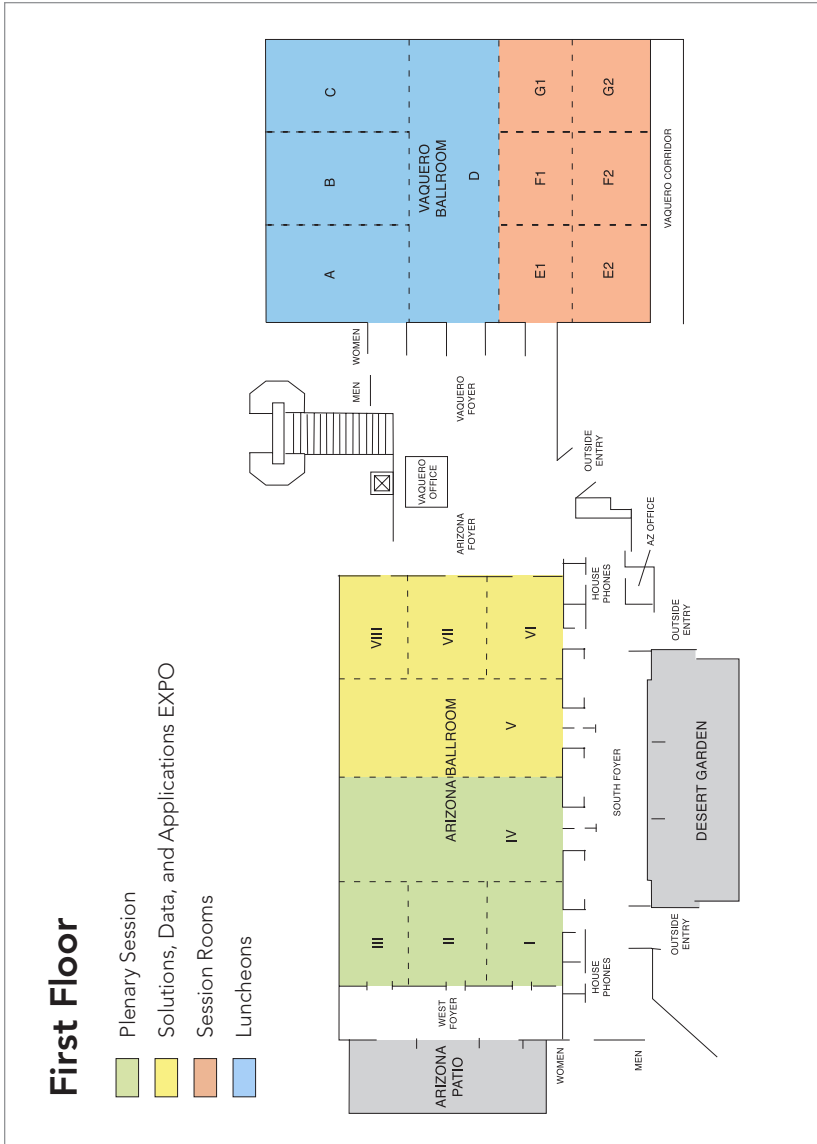 First Floor
Plenary Session
Solutions, Data, and Applications EXPO
Session Rooms
Luncheons
ARIZONA
PATIO
WEST
FOYER
WOMEN
MEN
III
II
I
HOUSE
PHONES
OUTSIDE
ENTRY
ARIZONA BALLROOM
IV
V
SOUTH FOYER
DESERT GARDEN
VIII
VII
VI
HOUSE
PHONES
OUTSIDE
ENTRY
AZ OFFICE
ARIZONA
FOYER
VAQUERO
OFFICE
OUTSIDE
ENTRY
MEN
WOMEN
VAQUERO
FOYER
A
B
C
VAQUERO
BALLROOM
D
E1
F1
G1
E2
F2
G2
VAQUERO CORRIDOR